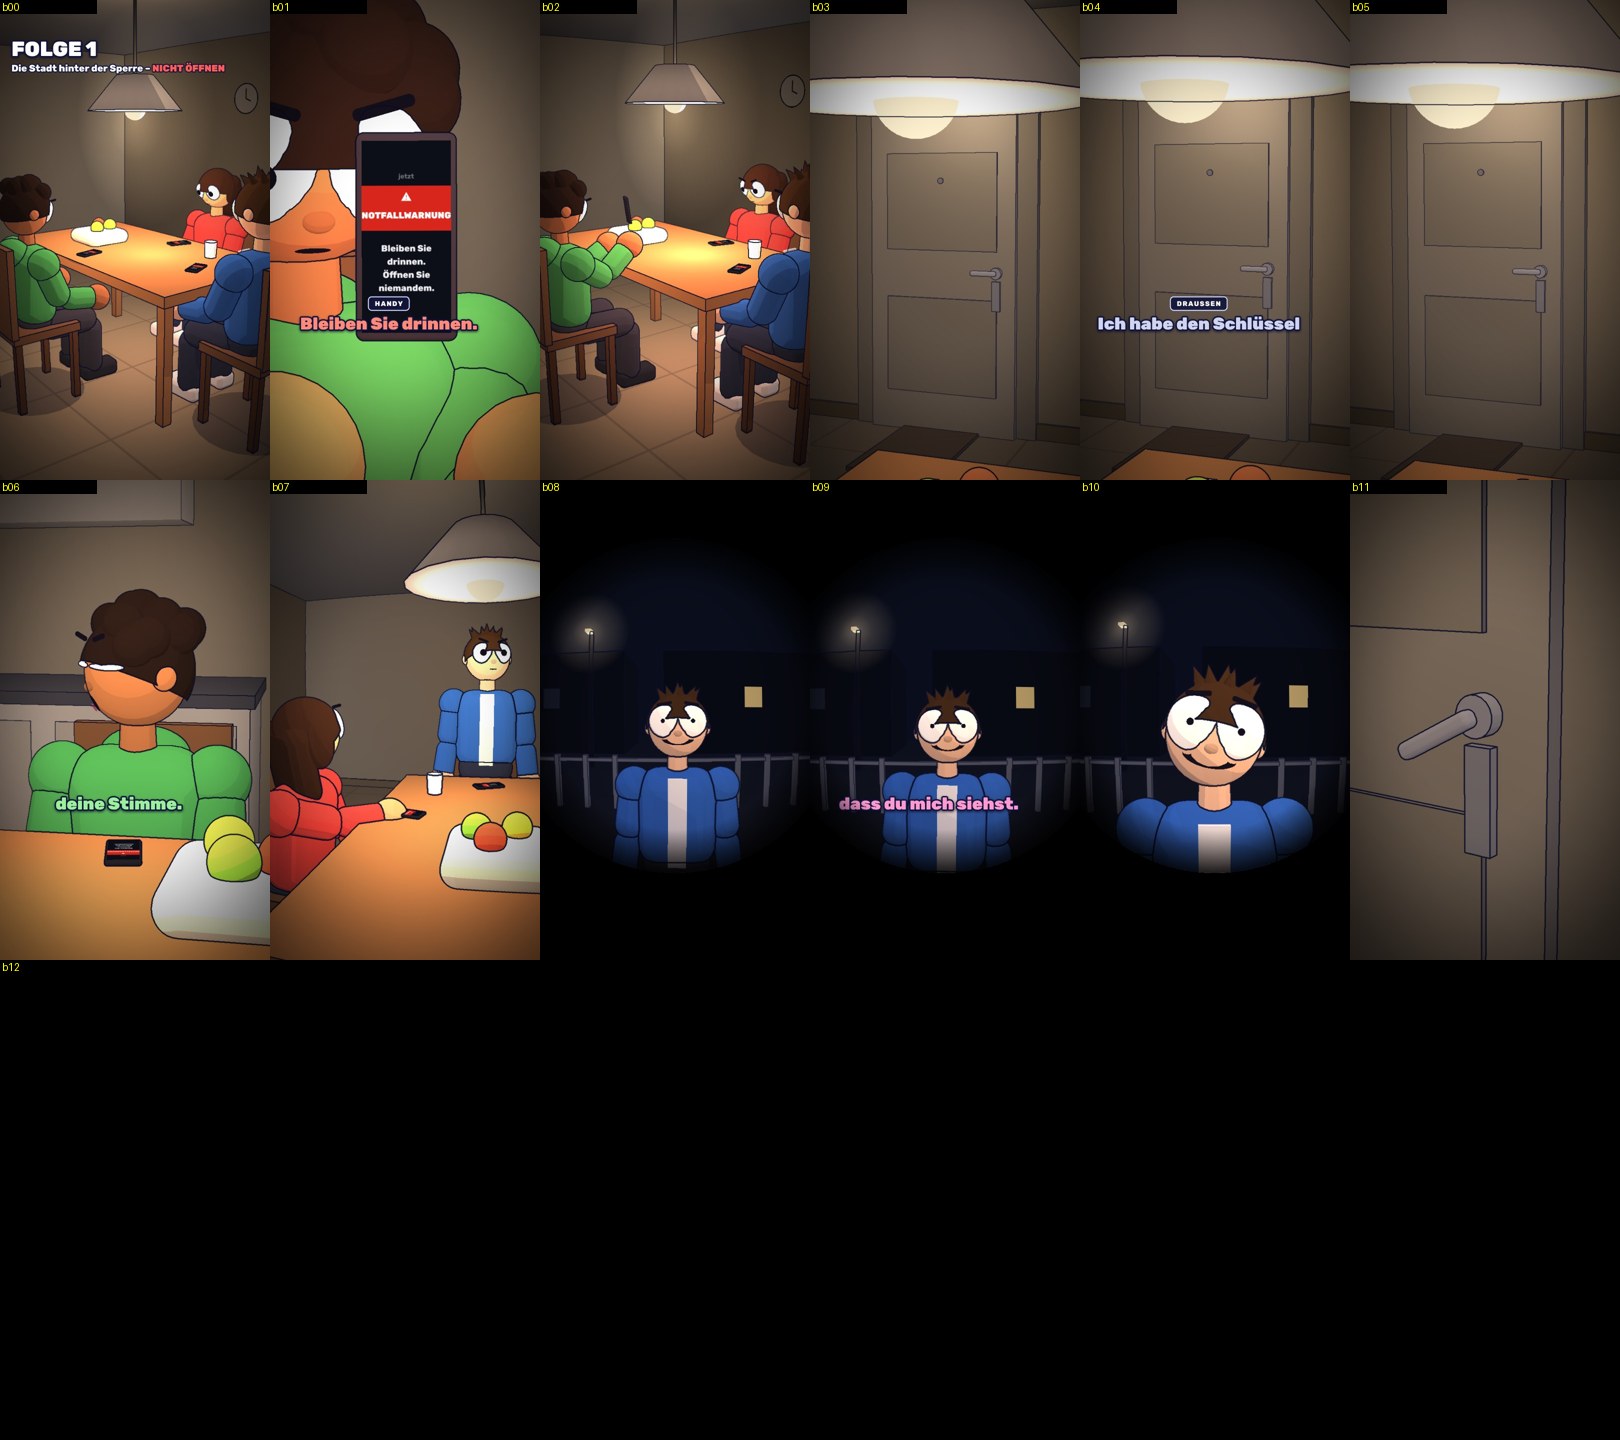 b00
FOLGE 1
Die Stadt hinter der Sperre – NICHT ÖFFNEN
b01
jetzt
NOTFALLWARNUNG
Bleiben Sie
drinnen.
Öffnen Sie
niemandem.
HANDY
Bleiben Sie drinnen.
b02
b03
b04
DRAUSSEN
Ich habe den Schlüssel
b05
b06
deine Stimme.
b07
b08
b09
dass du mich siehst.
b10
b11
b12